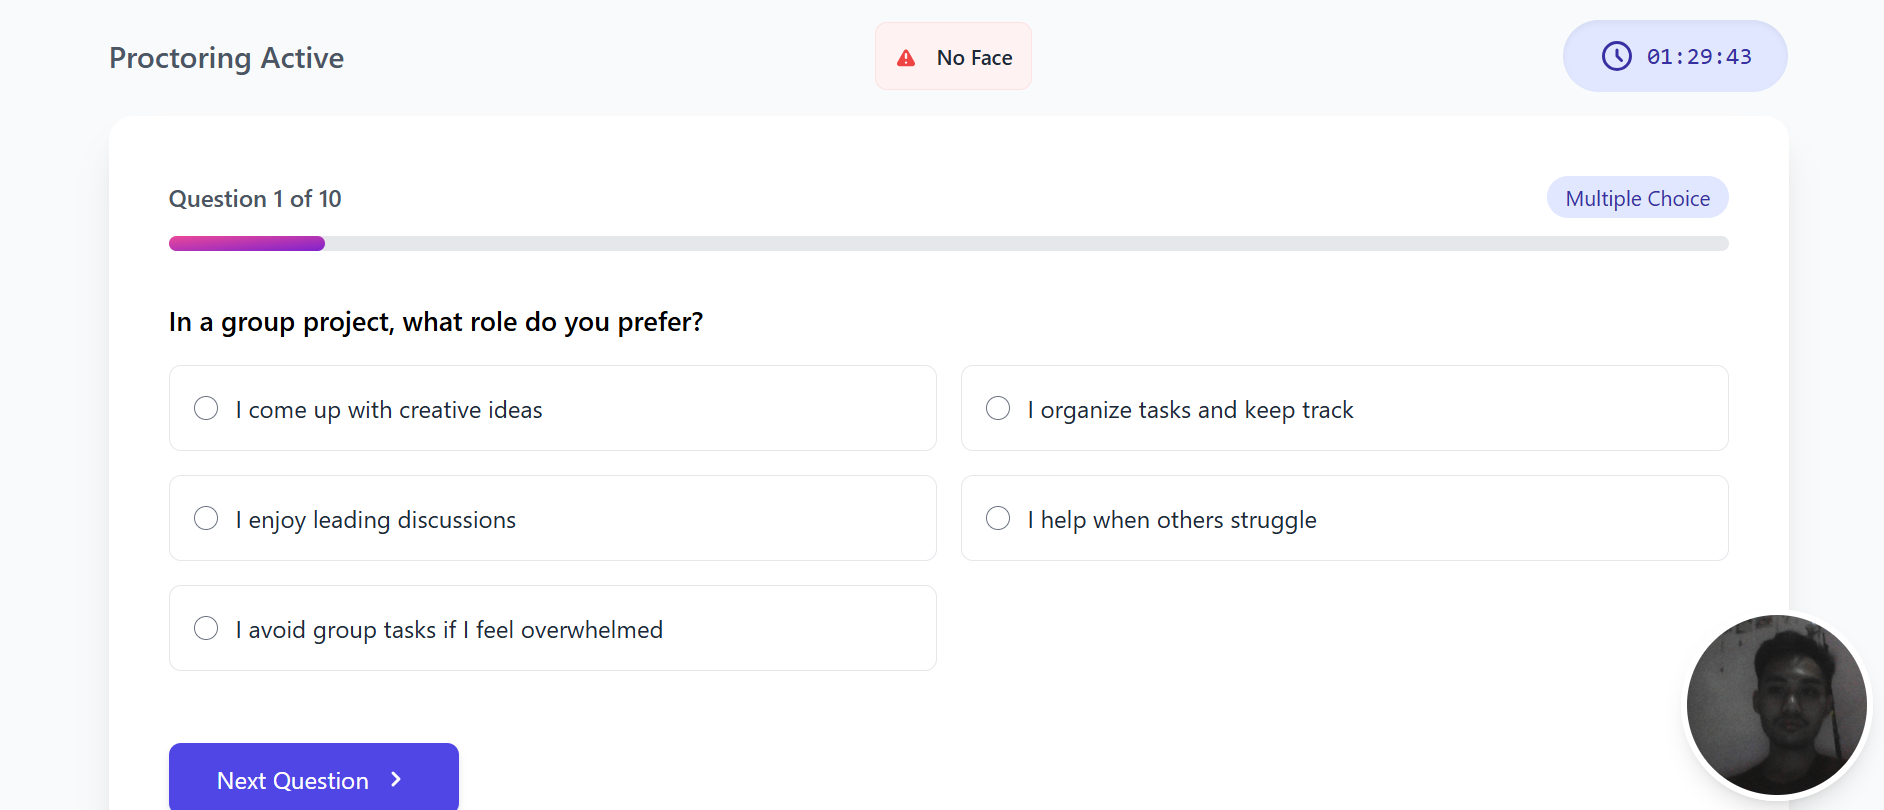 Proctoring Active
No Face
01:29:43
Question 1 of 10
Multiple Choice
In a group project, what role do you prefer?
I come up with creative ideas
I organize tasks and keep track
I enjoy leading discussions
I help when others struggle
I avoid group tasks if I feel overwhelmed
Next Question